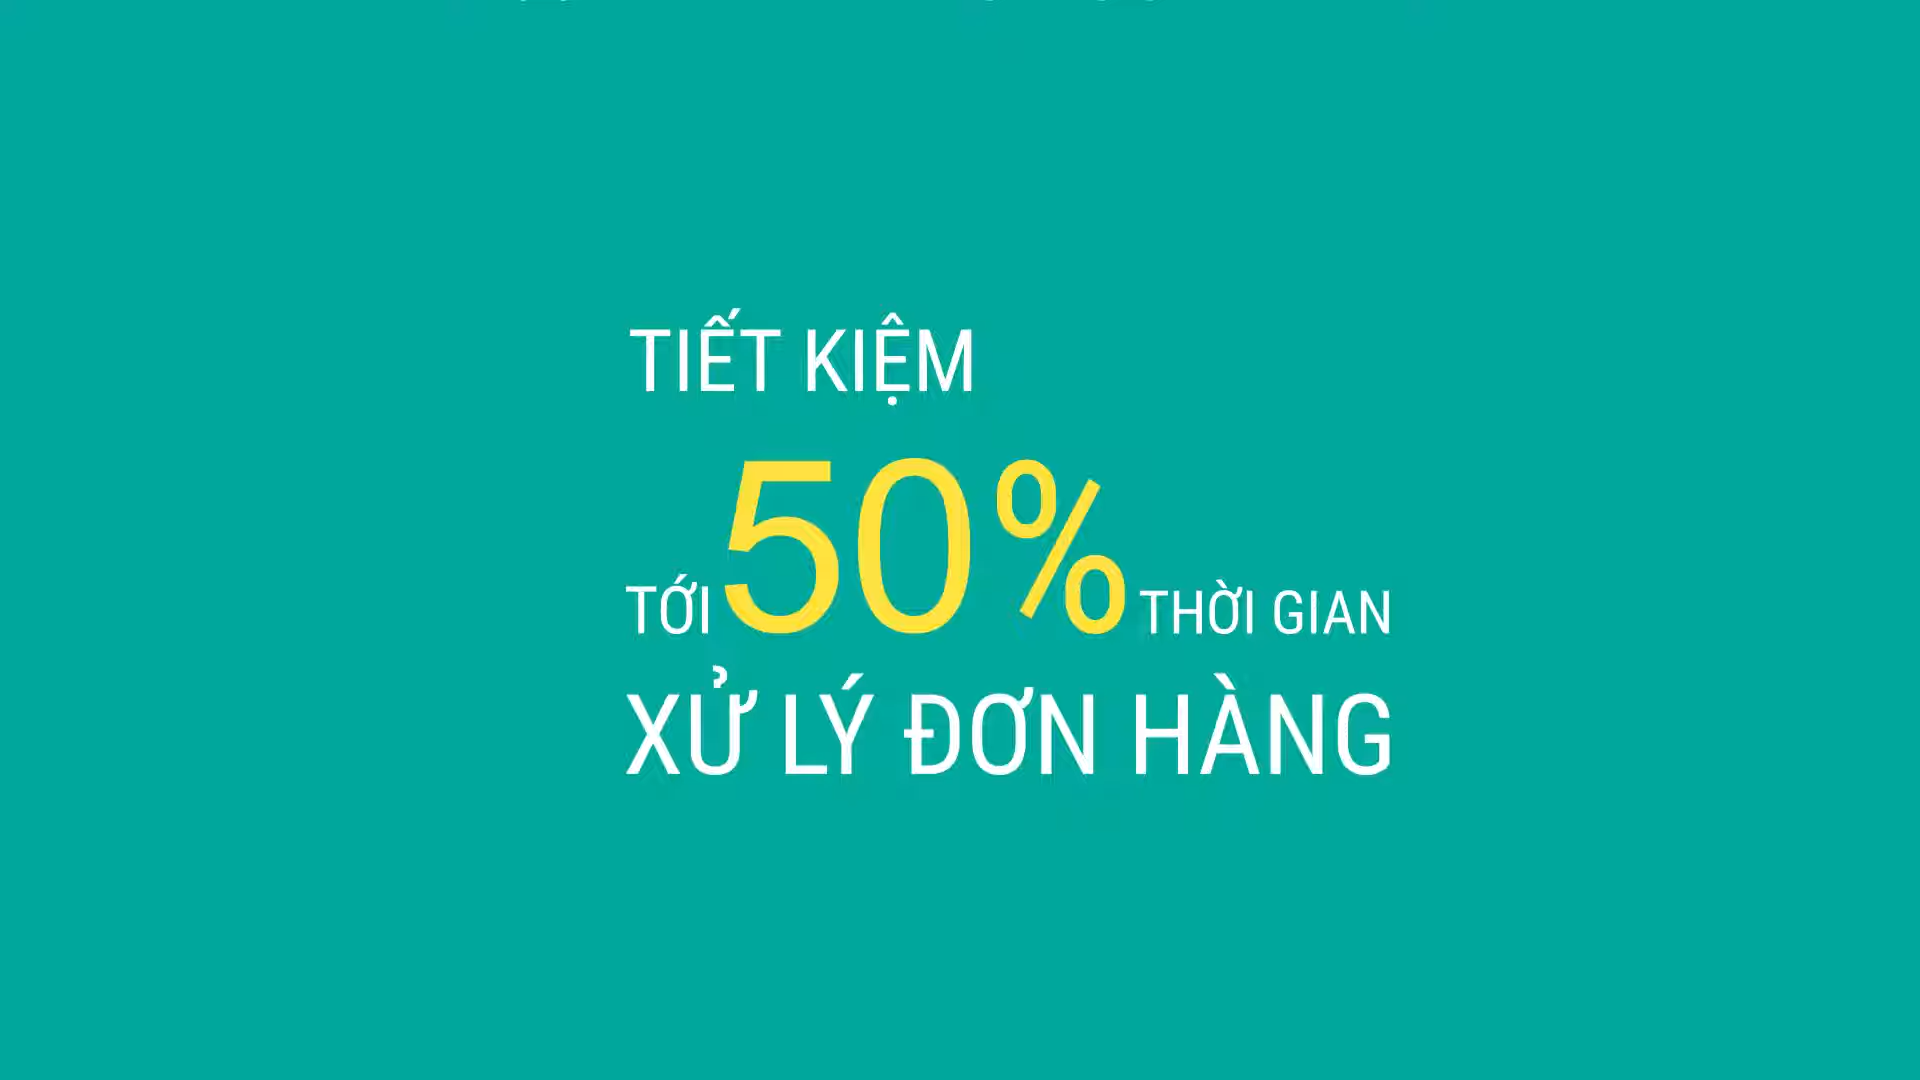 TIẾT KIỆM
TỚI 50% THỜI GIAN
XỬ LÝ ĐƠN HÀNG